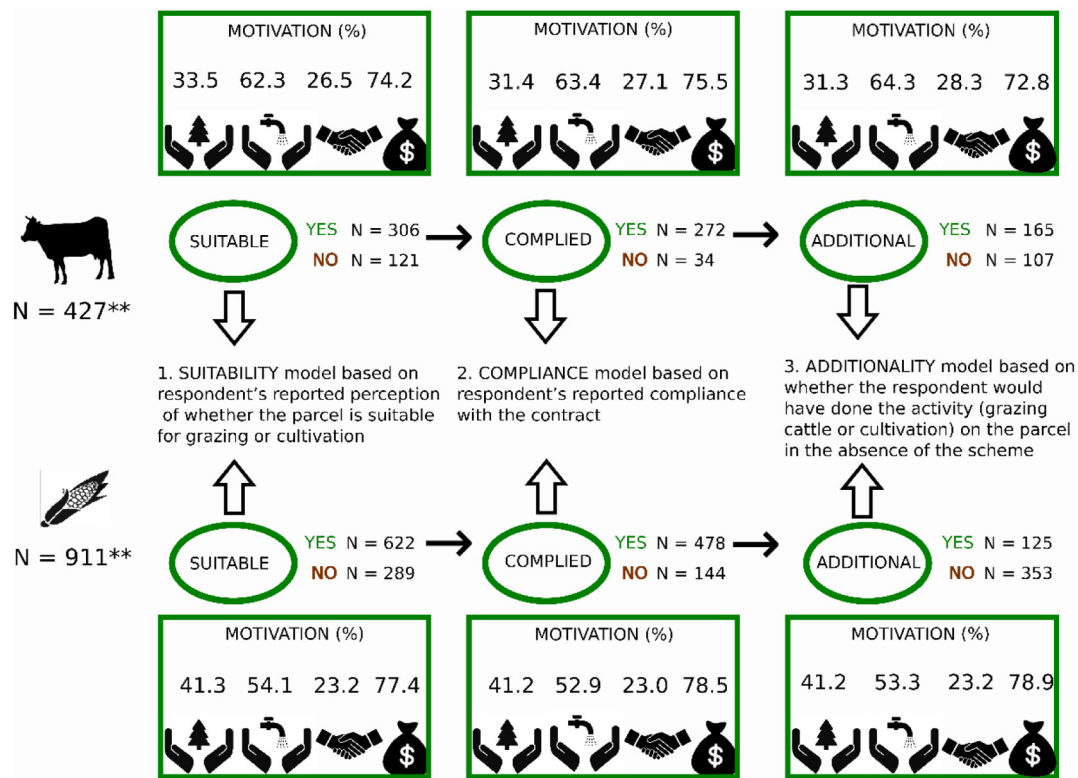 MOTIVATION (%)
33.5 62.3 26.5 74.2
$
MOTIVATION (%)
31.4 63.4 27.1 75.5
$
MOTIVATION (%)
31.3 64.3 28.3 72.8
$
N = 427**
SUITABLE
YES N = 306
NO N = 121
COMPLIED
YES N = 272
NO N = 34
ADDITIONAL
YES N = 165
NO N = 107
1. SUITABILITY model based on
respondent's reported perception
of whether the parcel is suitable
for grazing or cultivation
2. COMPLIANCE model based on
respondent's reported compliance
with the contract
3. ADDITIONALITY model based on
whether the respondent would
have done the activity (grazing
cattle or cultivation) on the parcel
in the absence of the scheme
N = 911**
SUITABLE
YES N = 622
NO N = 289
COMPLIED
YES N = 478
NO N = 144
ADDITIONAL
YES N = 125
NO N = 353
MOTIVATION (%)
41.3 54.1 23.2 77.4
$
MOTIVATION (%)
41.2 52.9 23.0 78.5
$
MOTIVATION (%)
41.2 53.3 23.2 78.9
$